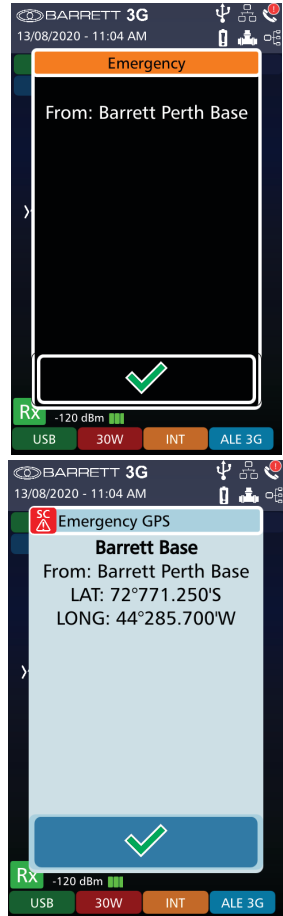 BARRETT 3G
13/08/2020 - 11:04 AM
Emergency
From: Barrett Perth Base
Rx -120 dBm
USB 30W INT ALE 3G
BARRETT 3G
13/08/2020 - 11:04 AM
SC Emergency GPS
Barrett Base
From: Barrett Perth Base
LAT: 72°771.250'S
LONG: 44°285.700'W
Rx -120 dBm
USB 30W INT ALE 3G